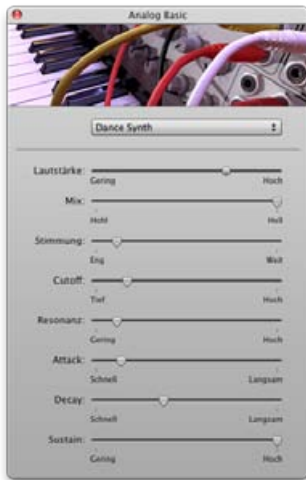 Analog Basic
Dance Synth
Lautstärke:
Gering Hoch
Mix:
Hohl Hell
Stimmung:
Eng Weit
Cutoff:
Tief Hoch
Resonanz:
Gering Hoch
Attack:
Schnell Langsam
Decay:
Schnell Langsam
Sustain:
Gering Hoch